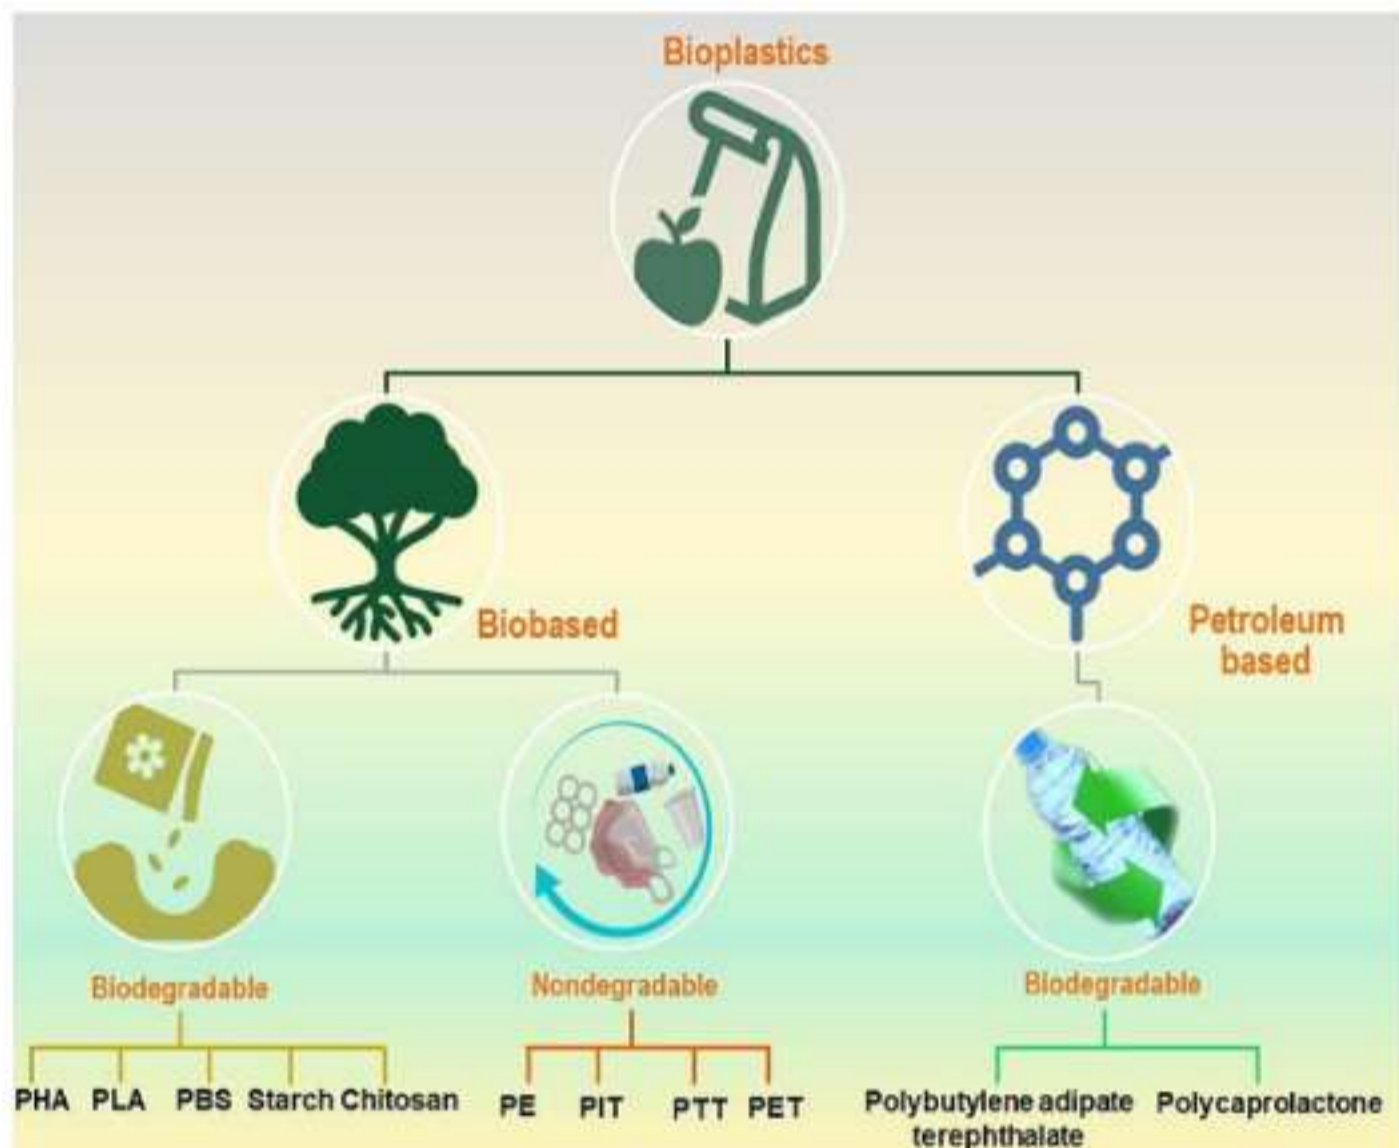 Bioplastics
Biobased
Petroleum
based
Biodegradable
Nondegradable
Biodegradable
PHA PLA PBS Starch Chitosan
PE PIT PTT PET
Polybutylene adipate
terephthalate
Polycaprolactone